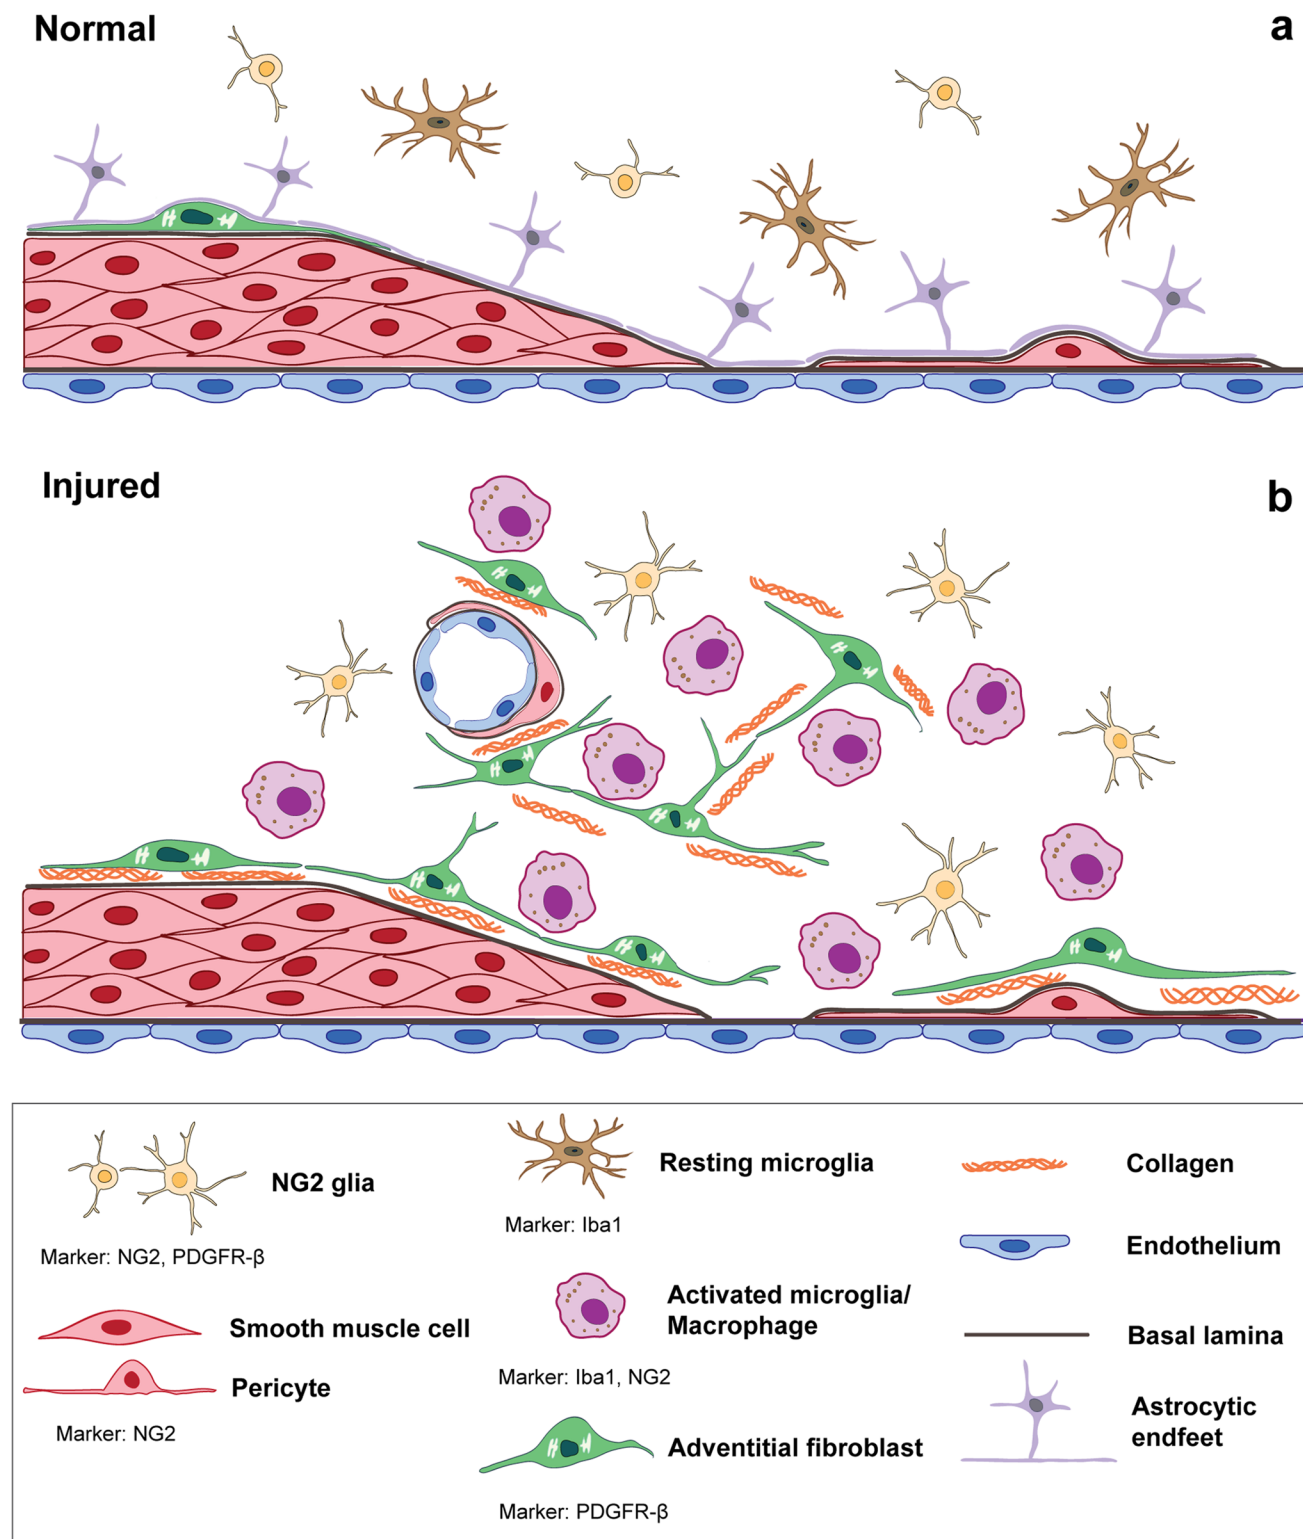 Normal
a
Injured
b
NG2 glia
Marker: NG2, PDGFR-β
Smooth muscle cell
Pericyte
Marker: NG2
Resting microglia
Marker: Iba1
Activated microglia/
Macrophage
Marker: Iba1, NG2
Adventitial fibroblast
Marker: PDGFR-β
Collagen
Endothelium
Basal lamina
Astrocytic
endfeet